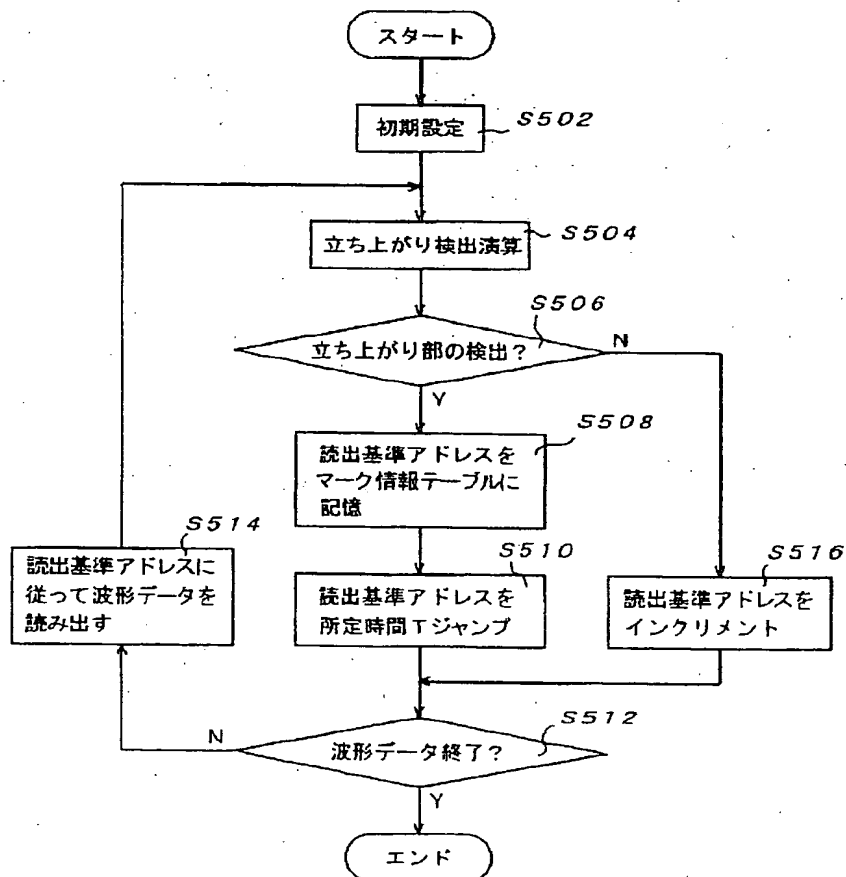 スタート
初期設定
S502
立ち上がり検出演算
S504
S506
立ち上がり部の検出?
N
Y
S508
読出基準アドレスを
マーク情報テーブルに
記憶
S514
読出基準アドレスに
従って波形データを
読み出す
S510
読出基準アドレスを
所定時間Tジャンプ
S516
読出基準アドレスを
インクリメント
S512
波形データ終了?
N
Y
エンド